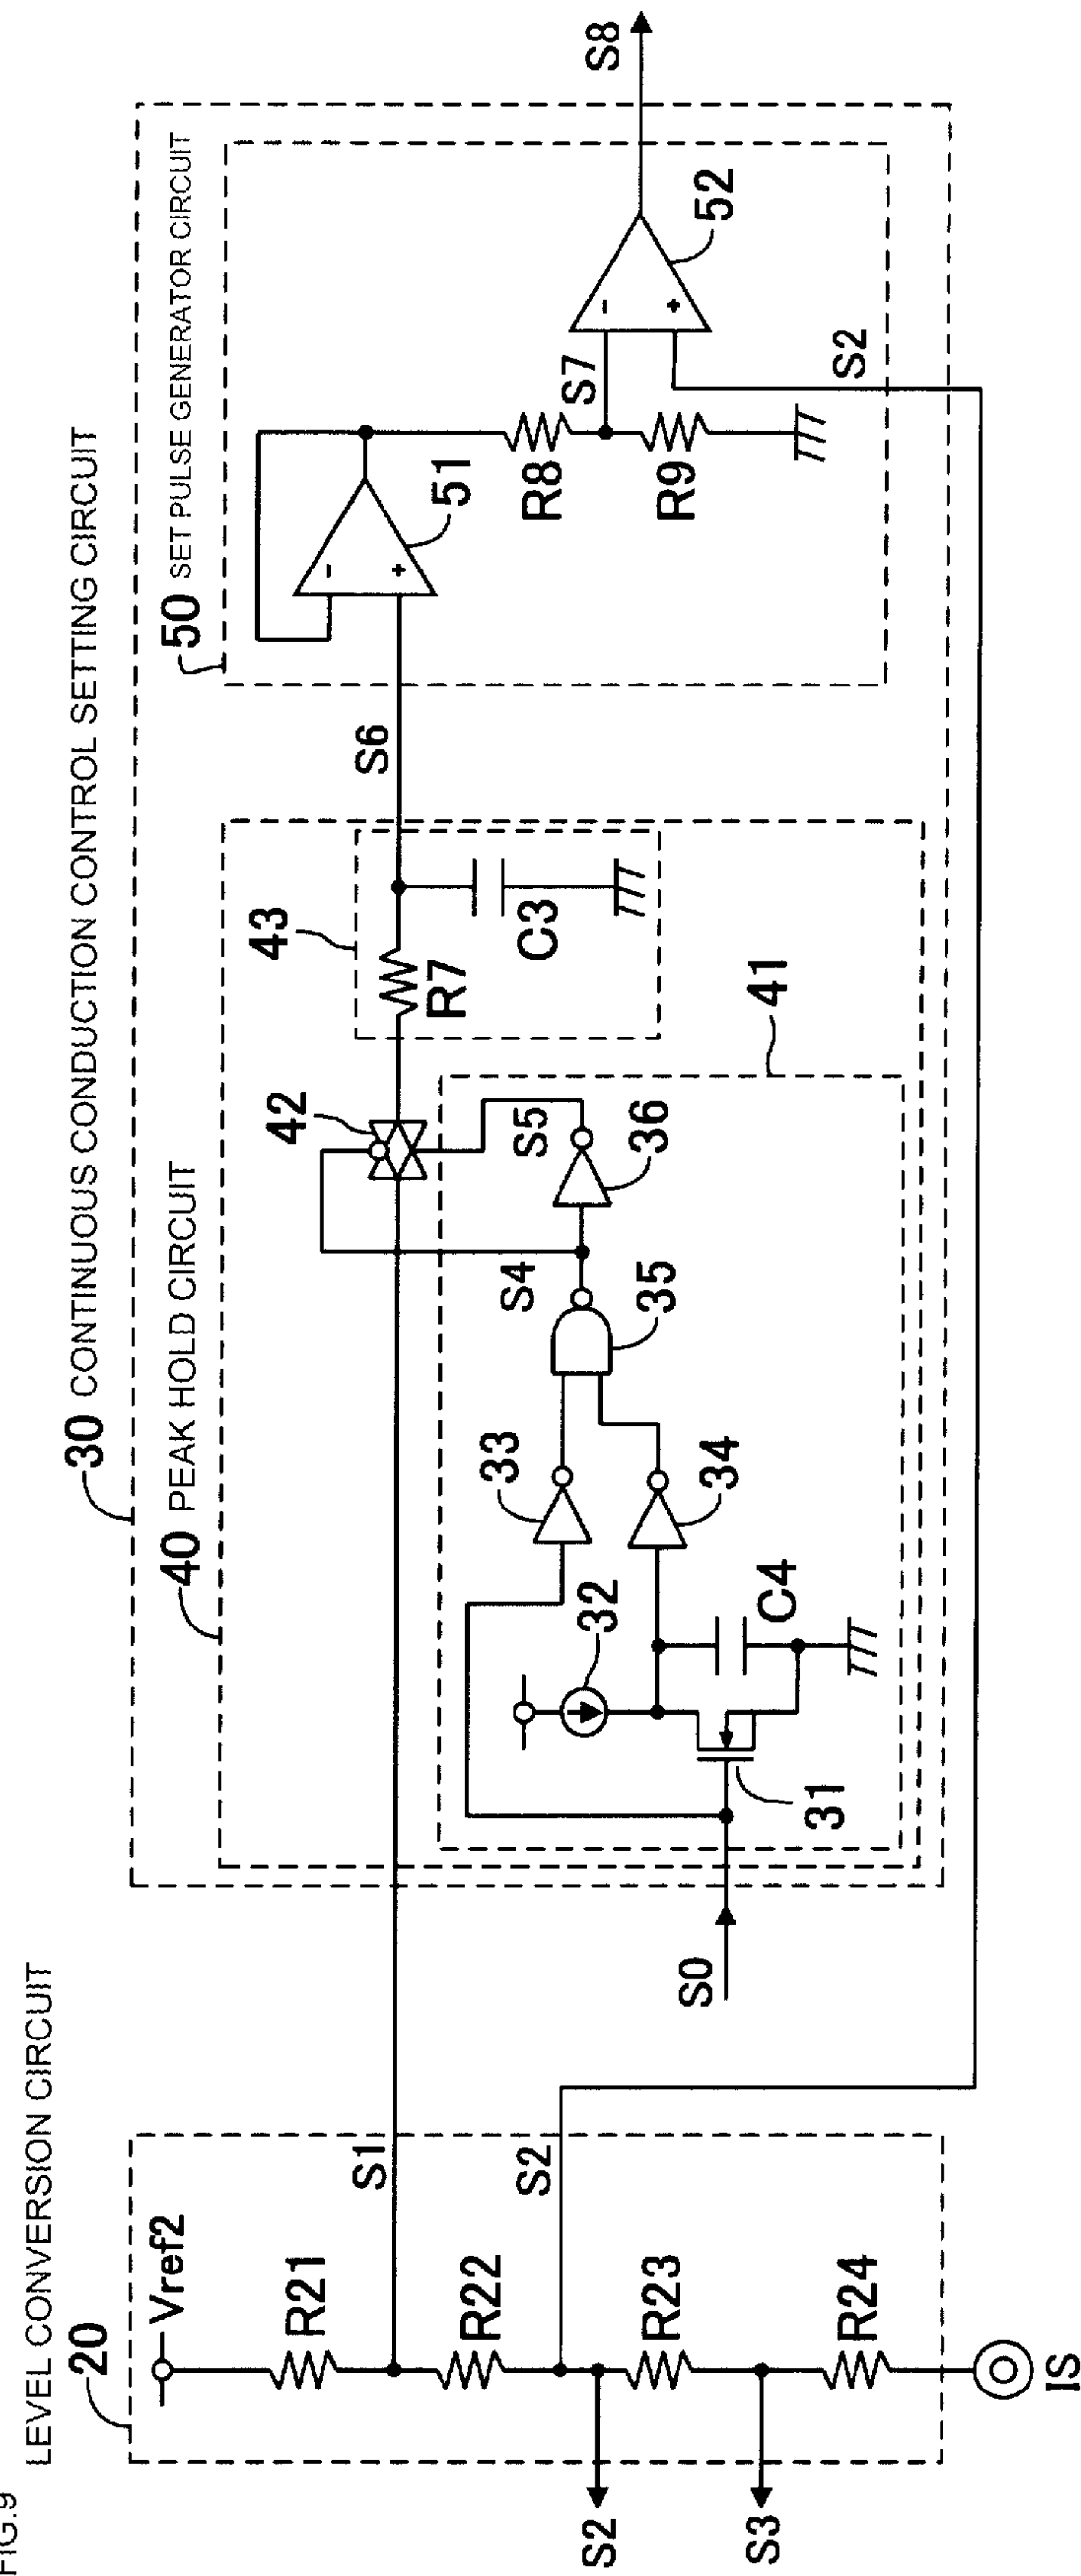 FIG.9
LEVEL CONVERSION CIRCUIT
20
Vref2
R21
R22
R23
R24
IS
S1
S2
S2
S3
30 CONTINUOUS CONDUCTION CONTROL SETTING CIRCUIT
40 PEAK HOLD CIRCUIT
S0
31
32
C4
33
34
35
S4
36
S5
41
42
43
R7
C3
S6
50 SET PULSE GENERATOR CIRCUIT
-
+
51
R8
R9
S7
S2
-
+
52
S8